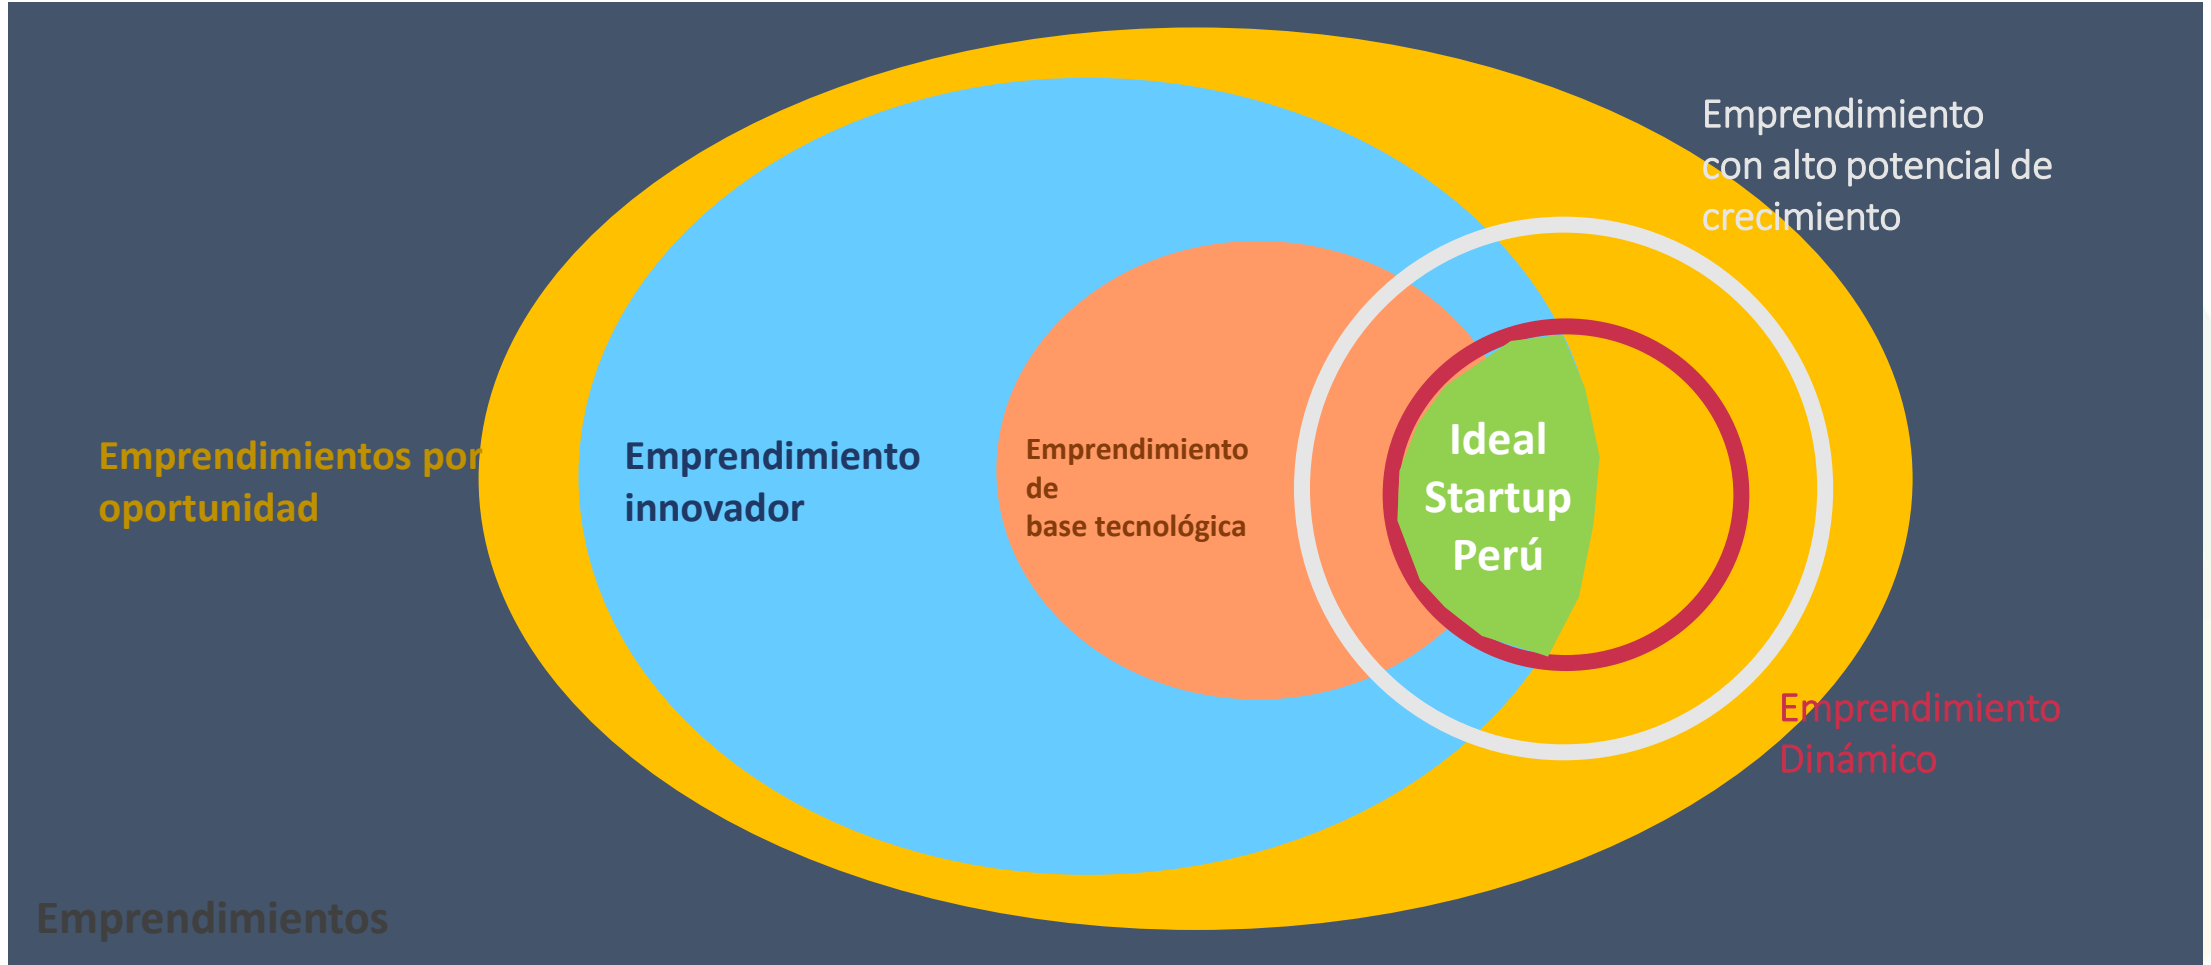 Emprendimiento
con alto potencial de
crecimiento
Emprendimientos por
oportunidad
Emprendimiento
innovador
Emprendimiento
de
base tecnológica
Ideal
Startup
Perú
Emprendimiento
Dinámico
Emprendimientos